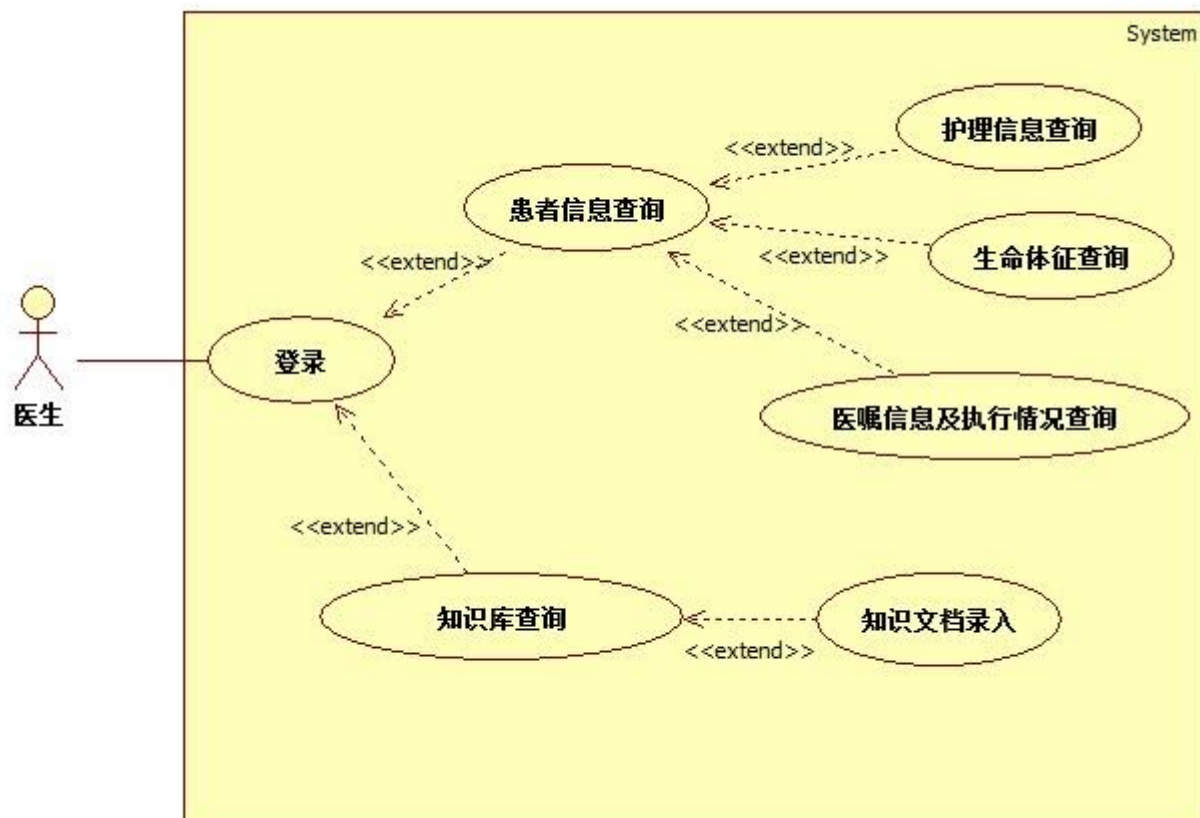 System
护理信息查询
<<extend>>
患者信息查询
<<extend>>
生命体征查询
<<extend>>
<<extend>>
登录
医生
医嘱信息及执行情况查询
<<extend>>
知识库查询
知识文档录入
<<extend>>